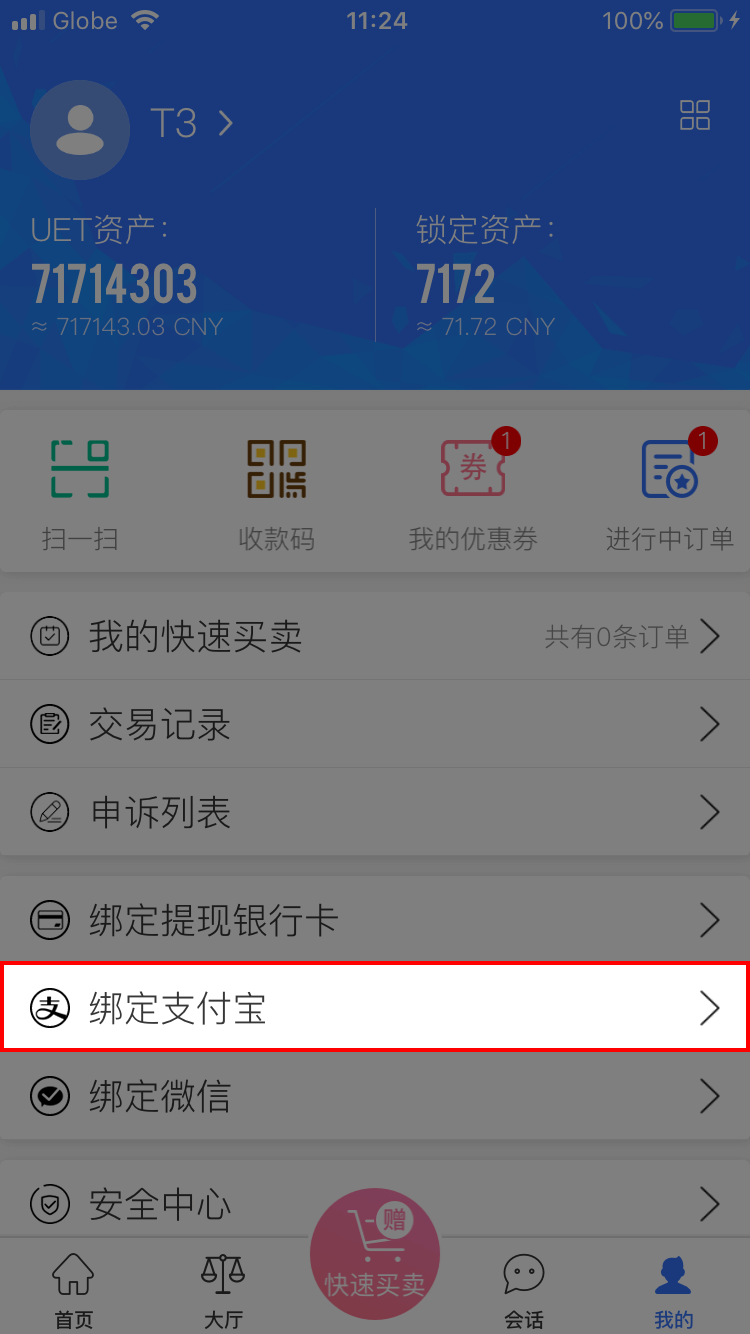 Globe 11:24 100%
T3
UET资产: 锁定资产:
71714303 7172
≈ 717143.03 CNY ≈ 71.72 CNY
1 1
券
扫一扫 收款码 我的优惠券 进行中订单
我的快速买卖 共有0条订单
交易记录
申诉列表
绑定提现银行卡
支 绑定支付宝
绑定微信
安全中心
赠
快速买卖
首页 大厅 会话 我的